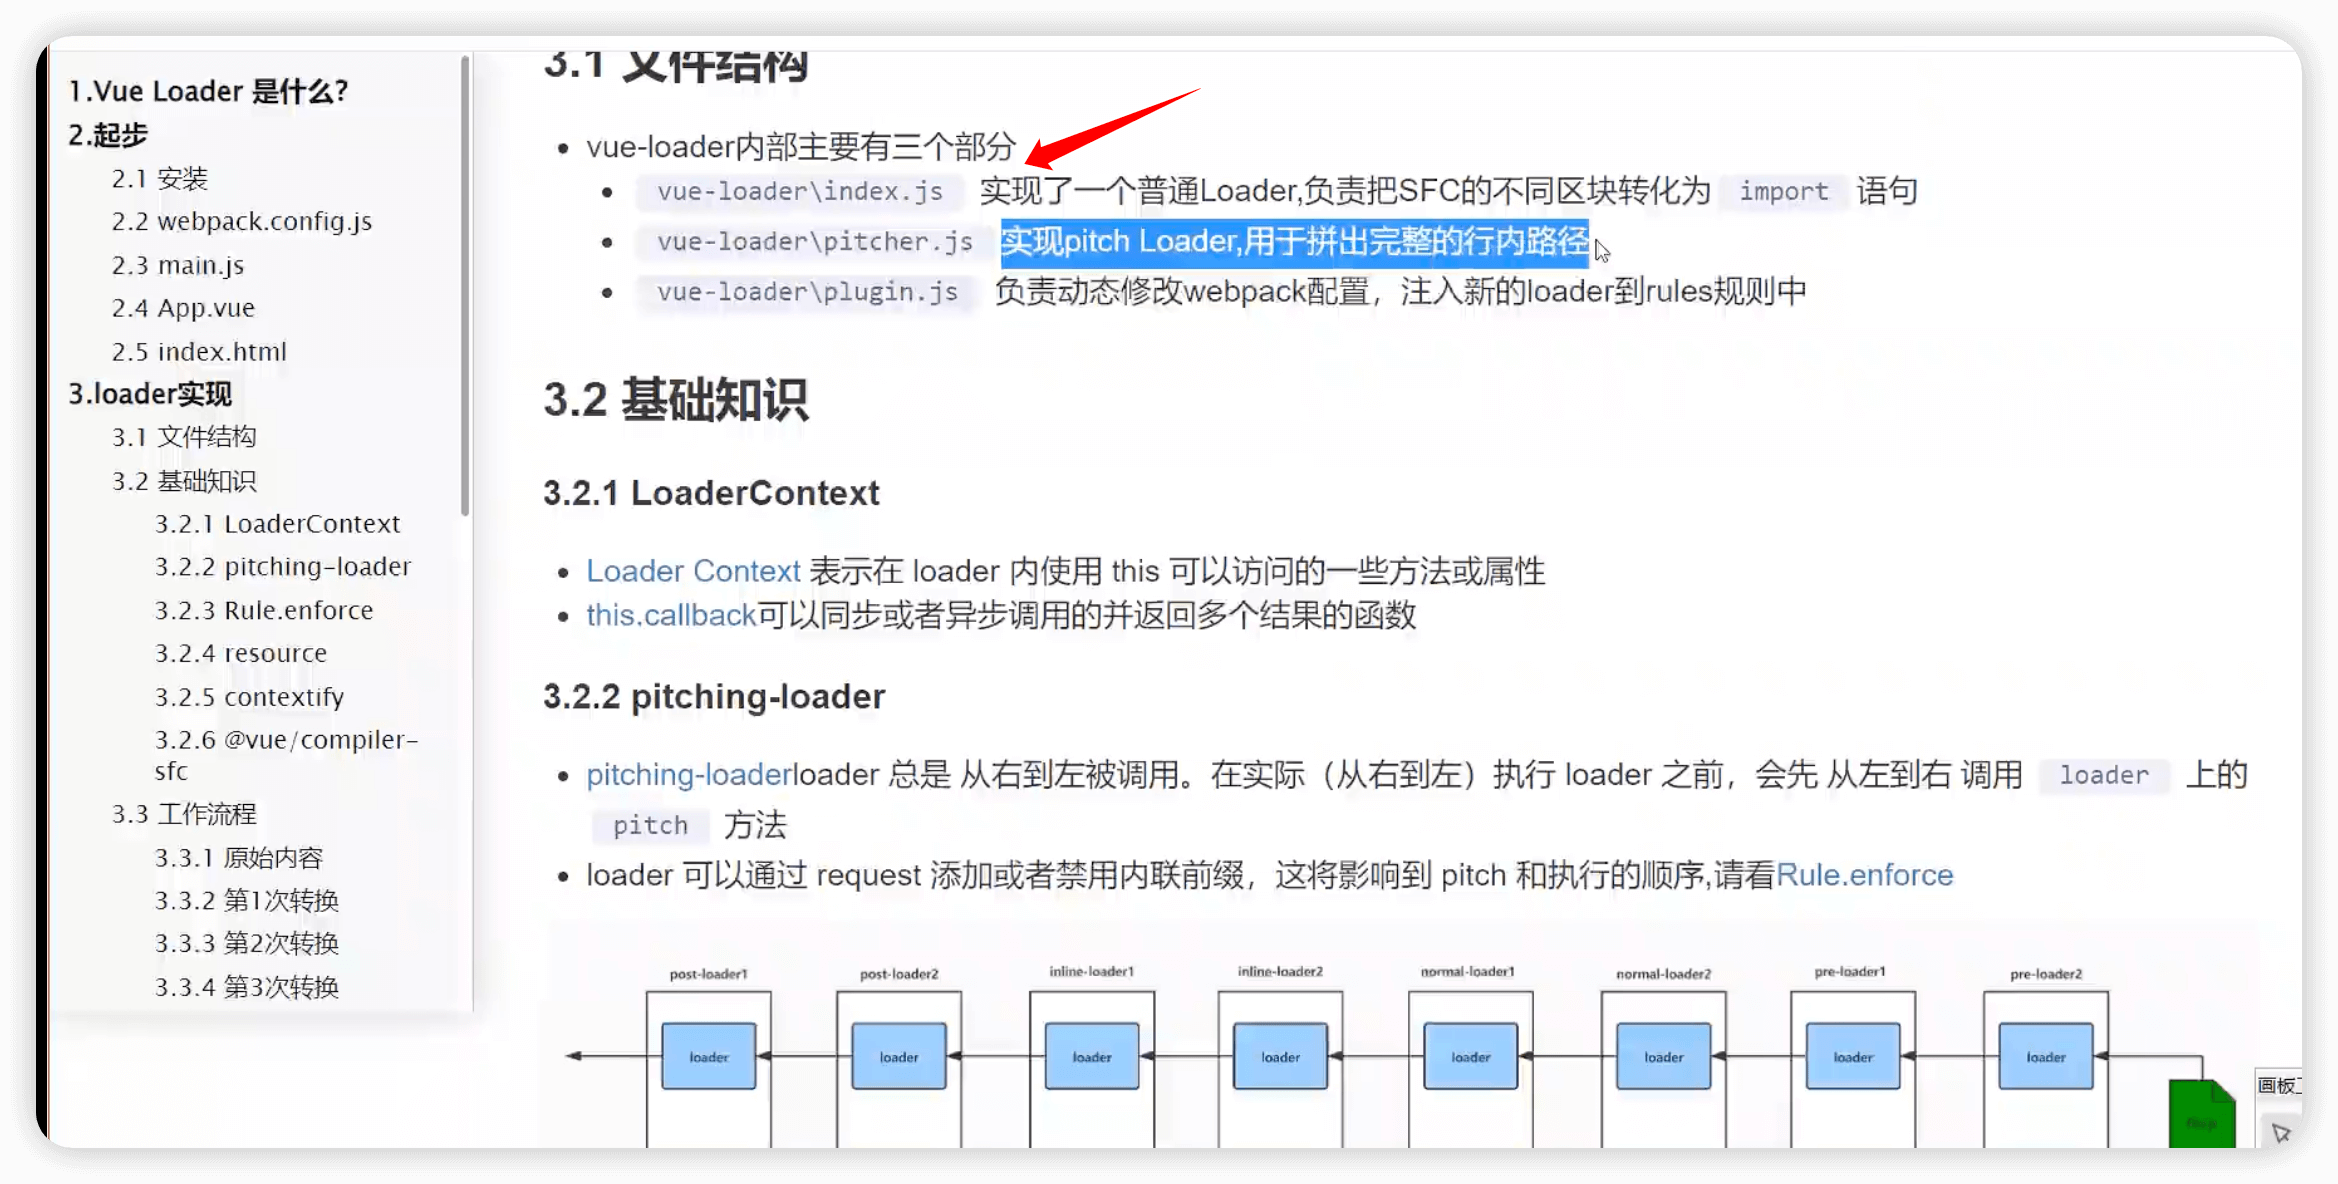 1.Vue Loader 是什么?
2.起步
2.1 安装
2.2 webpack.config.js
2.3 main.js
2.4 App.vue
2.5 index.html
3.loader实现
3.1 文件结构
3.2 基础知识
3.2.1 LoaderContext
3.2.2 pitching-loader
3.2.3 Rule.enforce
3.2.4 resource
3.2.5 contextify
3.2.6 @vue/compiler-
sfc
3.3 工作流程
3.3.1 原始内容
3.3.2 第1次转换
3.3.3 第2次转换
3.3.4 第3次转换
3.1 文件结构
vue-loader内部主要有三个部分
vue-loader\index.js 实现了一个普通Loader,负责把SFC的不同区块转化为 import 语句
vue-loader\pitcher.js 实现pitch Loader,用于拼出完整的行内路径
vue-loader\plugin.js 负责动态修改webpack配置，注入新的loader到rules规则中
3.2 基础知识
3.2.1 LoaderContext
Loader Context 表示在 loader 内使用 this 可以访问的一些方法或属性
this.callback可以同步或者异步调用的并返回多个结果的函数
3.2.2 pitching-loader
pitching-loaderloader 总是 从右到左被调用。在实际（从右到左）执行 loader 之前，会先 从左到右 调用 loader 上的
pitch 方法
loader 可以通过 request 添加或者禁用内联前缀，这将影响到 pitch 和执行的顺序,请看Rule.enforce
post-loader1 post-loader2 inline-loader1 inline-loader2 normal-loader1 normal-loader2 pre-loader1 pre-loader2
loader loader loader loader loader loader loader loader
画板